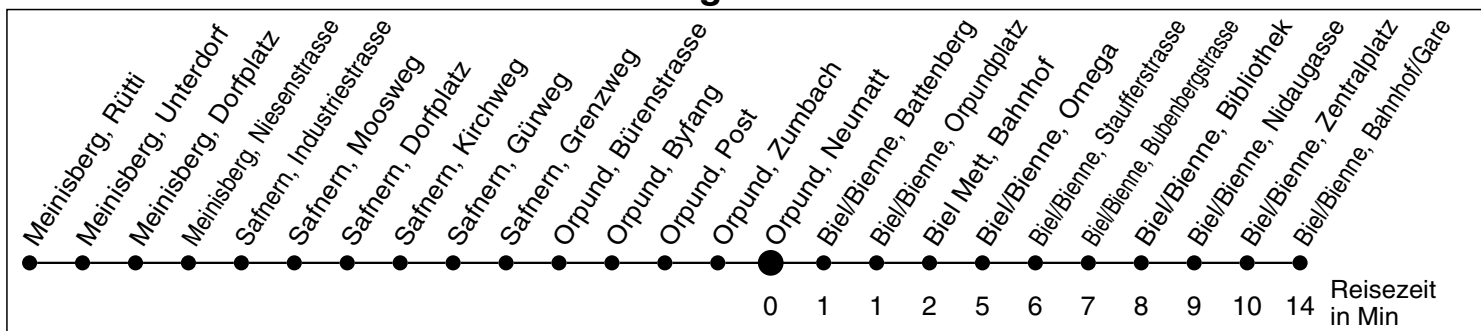 Meinisberg, Rütti
Meinisberg, Unterdorf
Meinisberg, Dorfplatz
Meinisberg, Niesenstrasse
Safnern, Industriestrasse
Safnern, Moosweg
Safnern, Dorfplatz
Safnern, Kirchweg
Safnern, Gürweg
Safnern, Grenzweg
Orpund, Bürenstrasse
Orpund, Byfang
Orpund, Post
Orpund, Zumbach
Orpund, Neumatt
Biel/Bienne, Battenberg
Biel/Bienne, Orpundplatz
Biel Mett, Bahnhof
Biel/Bienne, Omega
Biel/Bienne, Staufferstrasse
Biel/Bienne, Bubenbergstrasse
Biel/Bienne, Bibliothek
Biel/Bienne, Nidaugasse
Biel/Bienne, Zentralplatz
Biel/Bienne, Bahnhof/Gare
0 1 1 2 5 6 7 8 9 10 14 Reisezeit
in Min